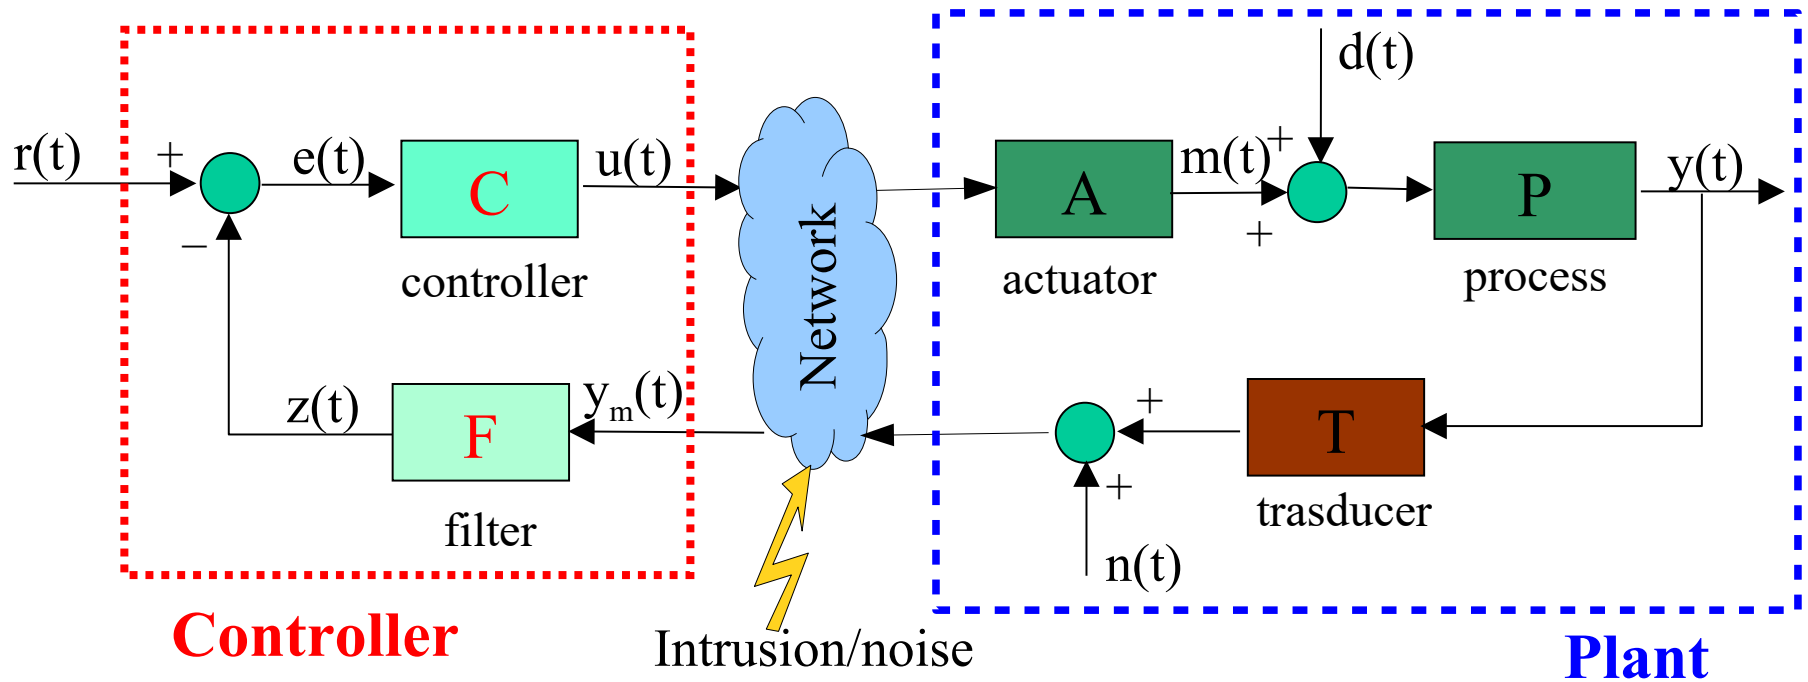 d(t)
r(t)
+
e(t)
C
u(t)
A
m(t)
+
P
y(t)
−
+
controller
Network
actuator
process
z(t)
F
yₘ(t)
+
T
+
filter
trasducer
n(t)
Controller
Intrusion/noise
Plant